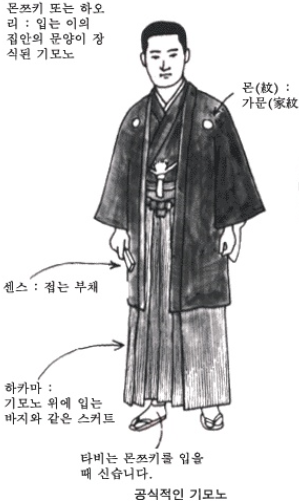 몬쯔키 또는 하오
리 : 입는 이의
집안의 문양이 장
식된 기모노
몬(紋) :
가문(家紋
센스 : 접는 부채
하카마 :
기모노 위에 입는
바지와 같은 스커트
타비는 몬쯔키를 입을
때 신습니다.
공식적인 기모노